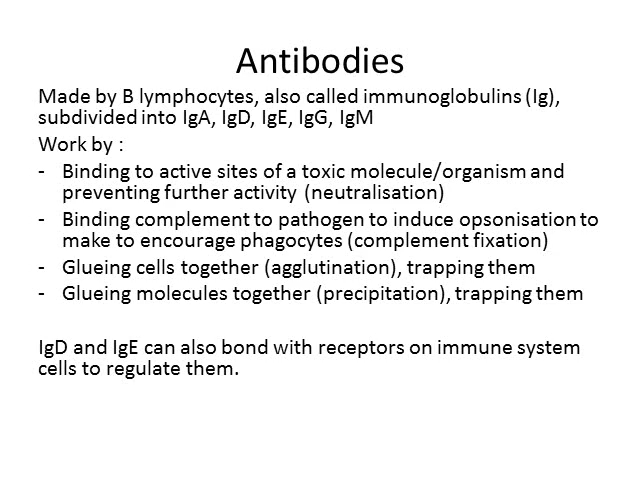 Antibodies
Made by B lymphocytes, also called immunoglobulins (Ig),
subdivided into IgA, IgD, IgE, IgG, IgM
Work by :
- Binding to active sites of a toxic molecule/organism and
preventing further activity (neutralisation)
- Binding complement to pathogen to induce opsonisation to
make to encourage phagocytes (complement fixation)
- Glueing cells together (agglutination), trapping them
- Glueing molecules together (precipitation), trapping them
IgD and IgE can also bond with receptors on immune system
cells to regulate them.